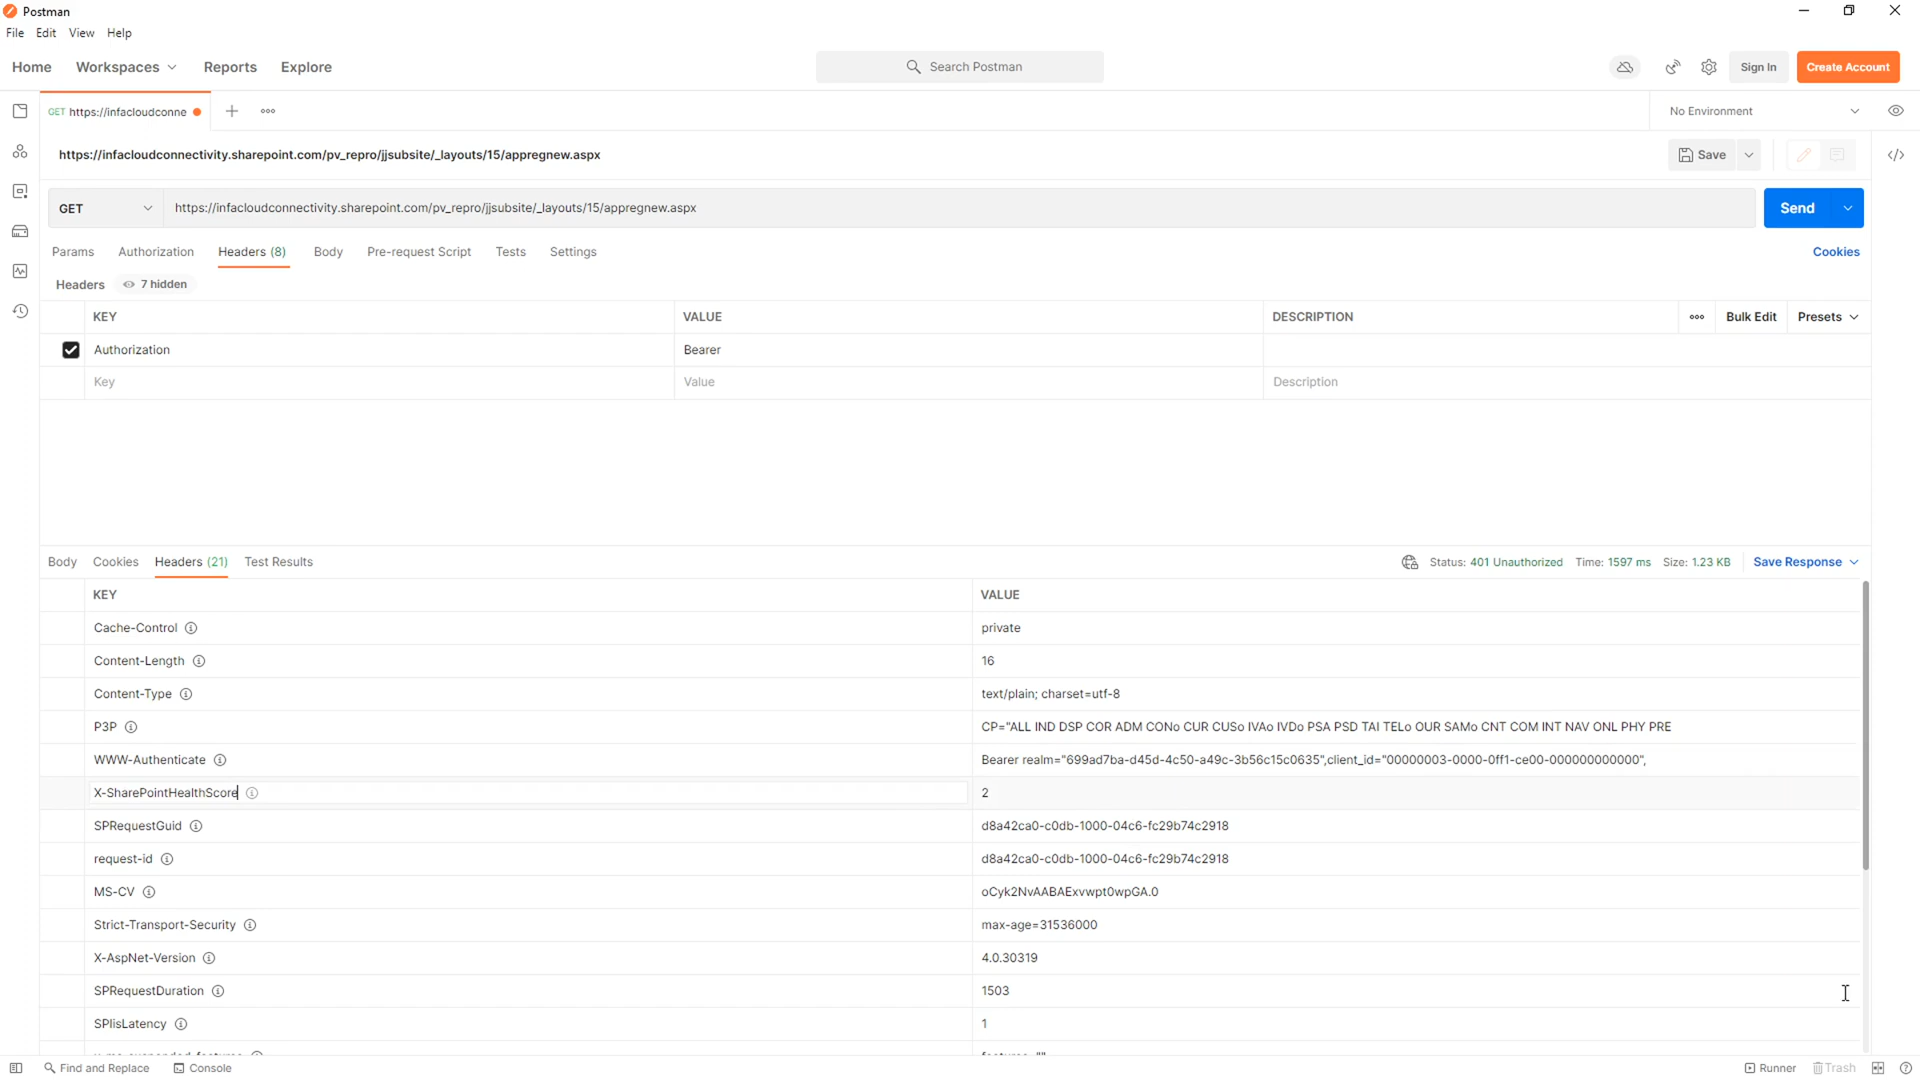 Postman
File Edit View Help
Home Workspaces Reports Explore Search Postman Sign In Create Account
GET https://infacloudconne No Environment
https://infacloudconnectivity.sharepoint.com/pv_repro/jjsubsite/_layouts/15/appregnew.aspx Save
GET https://infacloudconnectivity.sharepoint.com/pv_repro/jjsubsite/_layouts/15/appregnew.aspx Send
Params Authorization Headers (8) Body Pre-request Script Tests Settings Cookies
Headers 7 hidden
KEY VALUE DESCRIPTION Bulk Edit Presets
Authorization Bearer
Key Value Description
Body Cookies Headers (21) Test Results Status: 401 Unauthorized Time: 1597 ms Size: 1.23 KB Save Response
KEY VALUE
Cache-Control private
Content-Length 16
Content-Type text/plain; charset=utf-8
P3P CP="ALL IND DSP COR ADM CONo CUR CUSo IVAo IVDo PSA PSD TAI TELo OUR SAMo CNT COM INT NAV ONL PHY PRE
WWW-Authenticate Bearer realm="699ad7ba-d45d-4c50-a49c-3b56c15c0635",client_id="00000003-0000-0ff1-ce00-000000000000",
X-SharePointHealthScore 2
SPRequestGuid d8a42ca0-c0db-1000-04c6-fc29b74c2918
request-id d8a42ca0-c0db-1000-04c6-fc29b74c2918
MS-CV oCyk2NvAABAExvwpt0wpGA.0
Strict-Transport-Security max-age=31536000
X-AspNet-Version 4.0.30319
SPRequestDuration 1503
SPIisLatency 1
Find and Replace Console Runner Trash